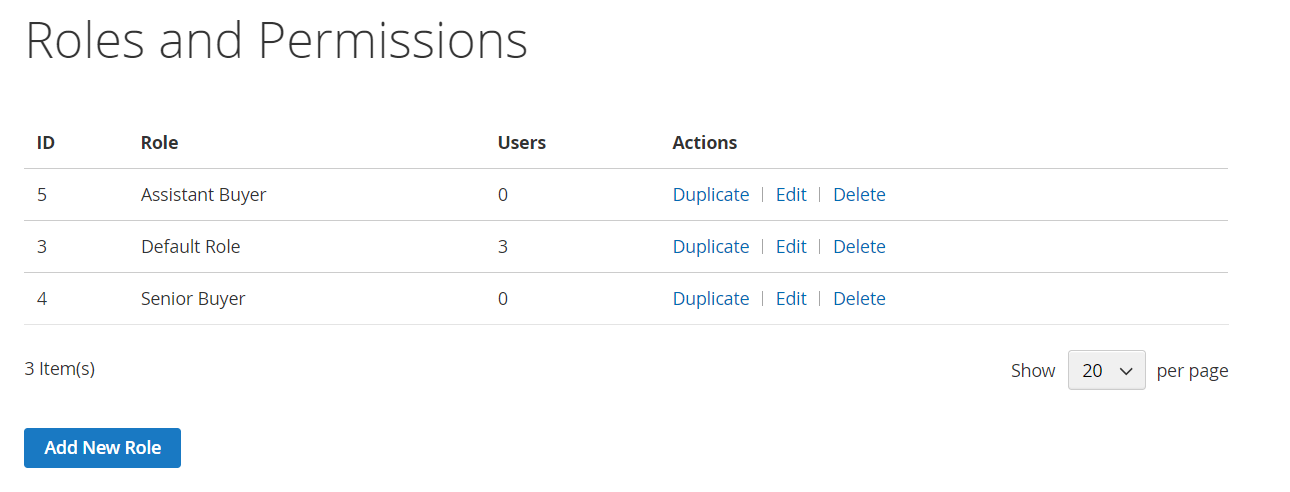 Roles and Permissions
ID Role Users Actions
5 Assistant Buyer 0 Duplicate | Edit | Delete
3 Default Role 3 Duplicate | Edit | Delete
4 Senior Buyer 0 Duplicate | Edit | Delete
3 Item(s) Show 20 per page
Add New Role